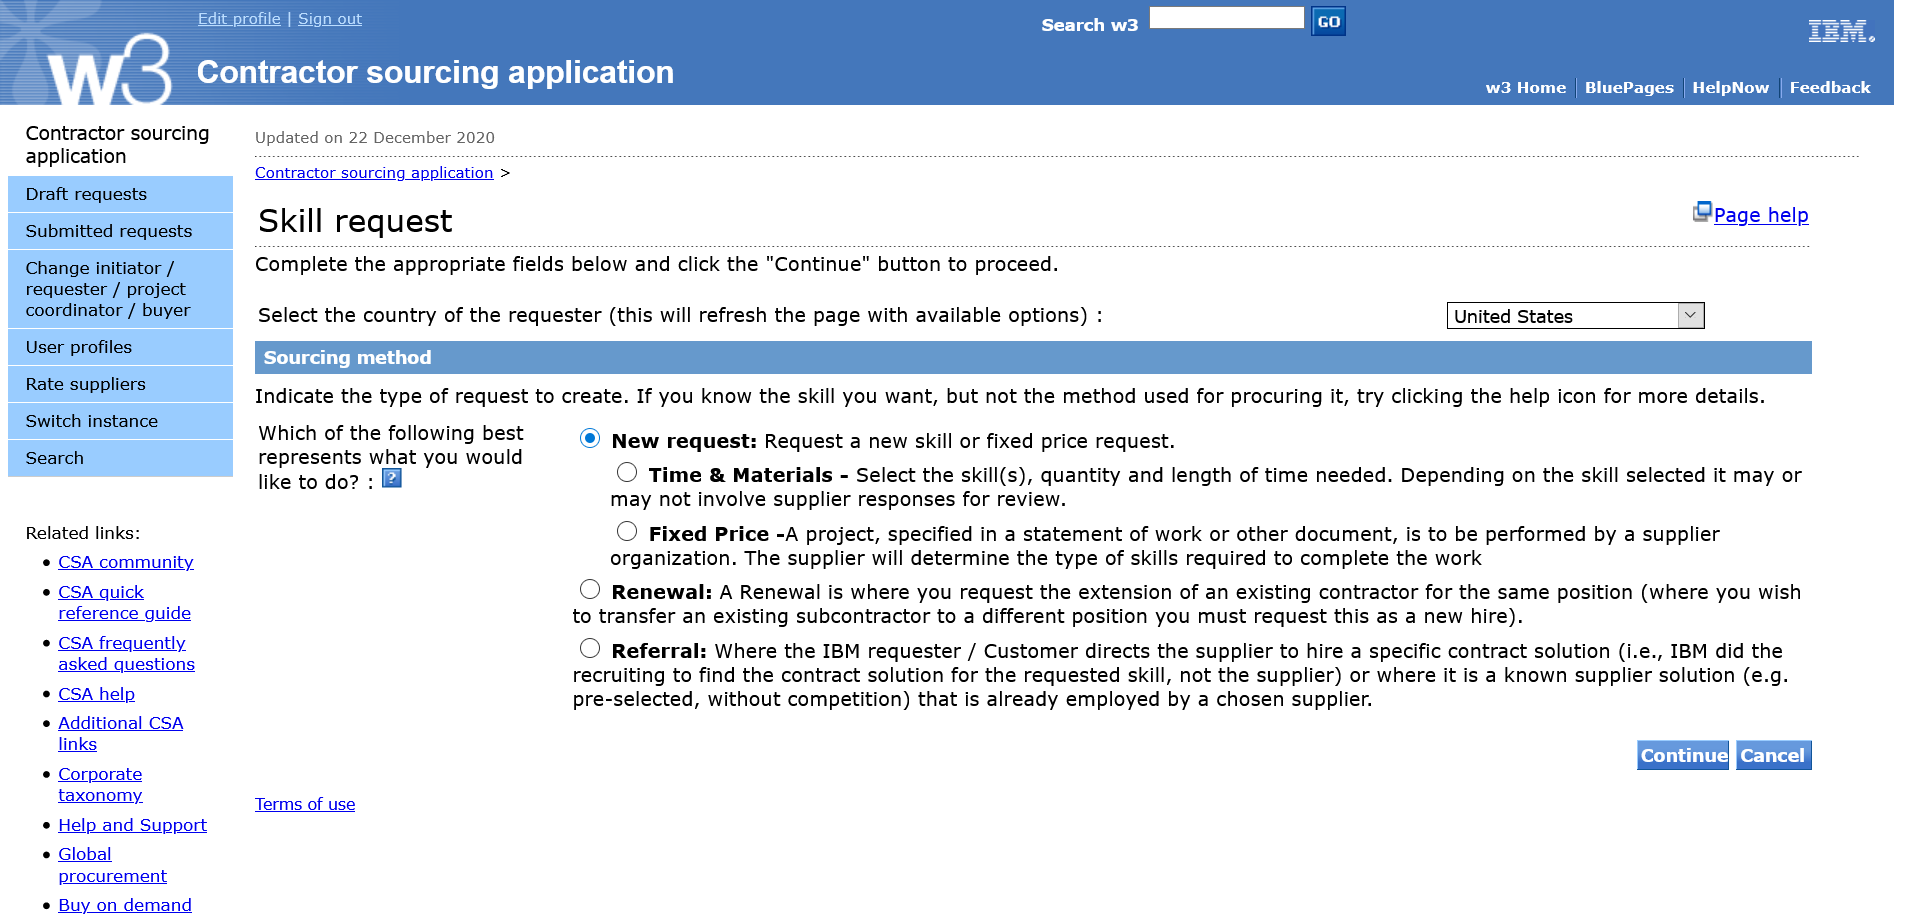 Edit profile | Sign out
Search w3
GO
IBM.
w3
Contractor sourcing application
w3 Home
BluePages
HelpNow
Feedback
Contractor sourcing
application
Draft requests
Submitted requests
Change initiator /
requester / project
coordinator / buyer
User profiles
Rate suppliers
Switch instance
Search
Related links:
• CSA community
• CSA quick
reference guide
• CSA frequently
asked questions
• CSA help
• Additional CSA
links
• Corporate
taxonomy
• Help and Support
• Global
procurement
• Buy on demand
Updated on 22 December 2020
Contractor sourcing application >
Skill request
Page help
Complete the appropriate fields below and click the "Continue" button to proceed.
Select the country of the requester (this will refresh the page with available options) :
United States
Sourcing method
Indicate the type of request to create. If you know the skill you want, but not the method used for procuring it, try clicking the help icon for more details.
Which of the following best
represents what you would
like to do? : ?
New request: Request a new skill or fixed price request.
Time & Materials - Select the skill(s), quantity and length of time needed. Depending on the skill selected it may or
may not involve supplier responses for review.
Fixed Price -A project, specified in a statement of work or other document, is to be performed by a supplier
organization. The supplier will determine the type of skills required to complete the work
Renewal: A Renewal is where you request the extension of an existing contractor for the same position (where you wish
to transfer an existing subcontractor to a different position you must request this as a new hire).
Referral: Where the IBM requester / Customer directs the supplier to hire a specific contract solution (i.e., IBM did the
recruiting to find the contract solution for the requested skill, not the supplier) or where it is a known supplier solution (e.g.
pre-selected, without competition) that is already employed by a chosen supplier.
Continue
Cancel
Terms of use